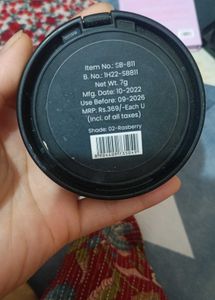 Item No.: SB-811
B. No.: 1H22-SB811
Net Wt. 7g
Mfg. Date: 10-2022
Use Before: 09-2026
MRP: Rs.369/-Each U
(Incl. of all taxes)
Shade: 02-Rasberry